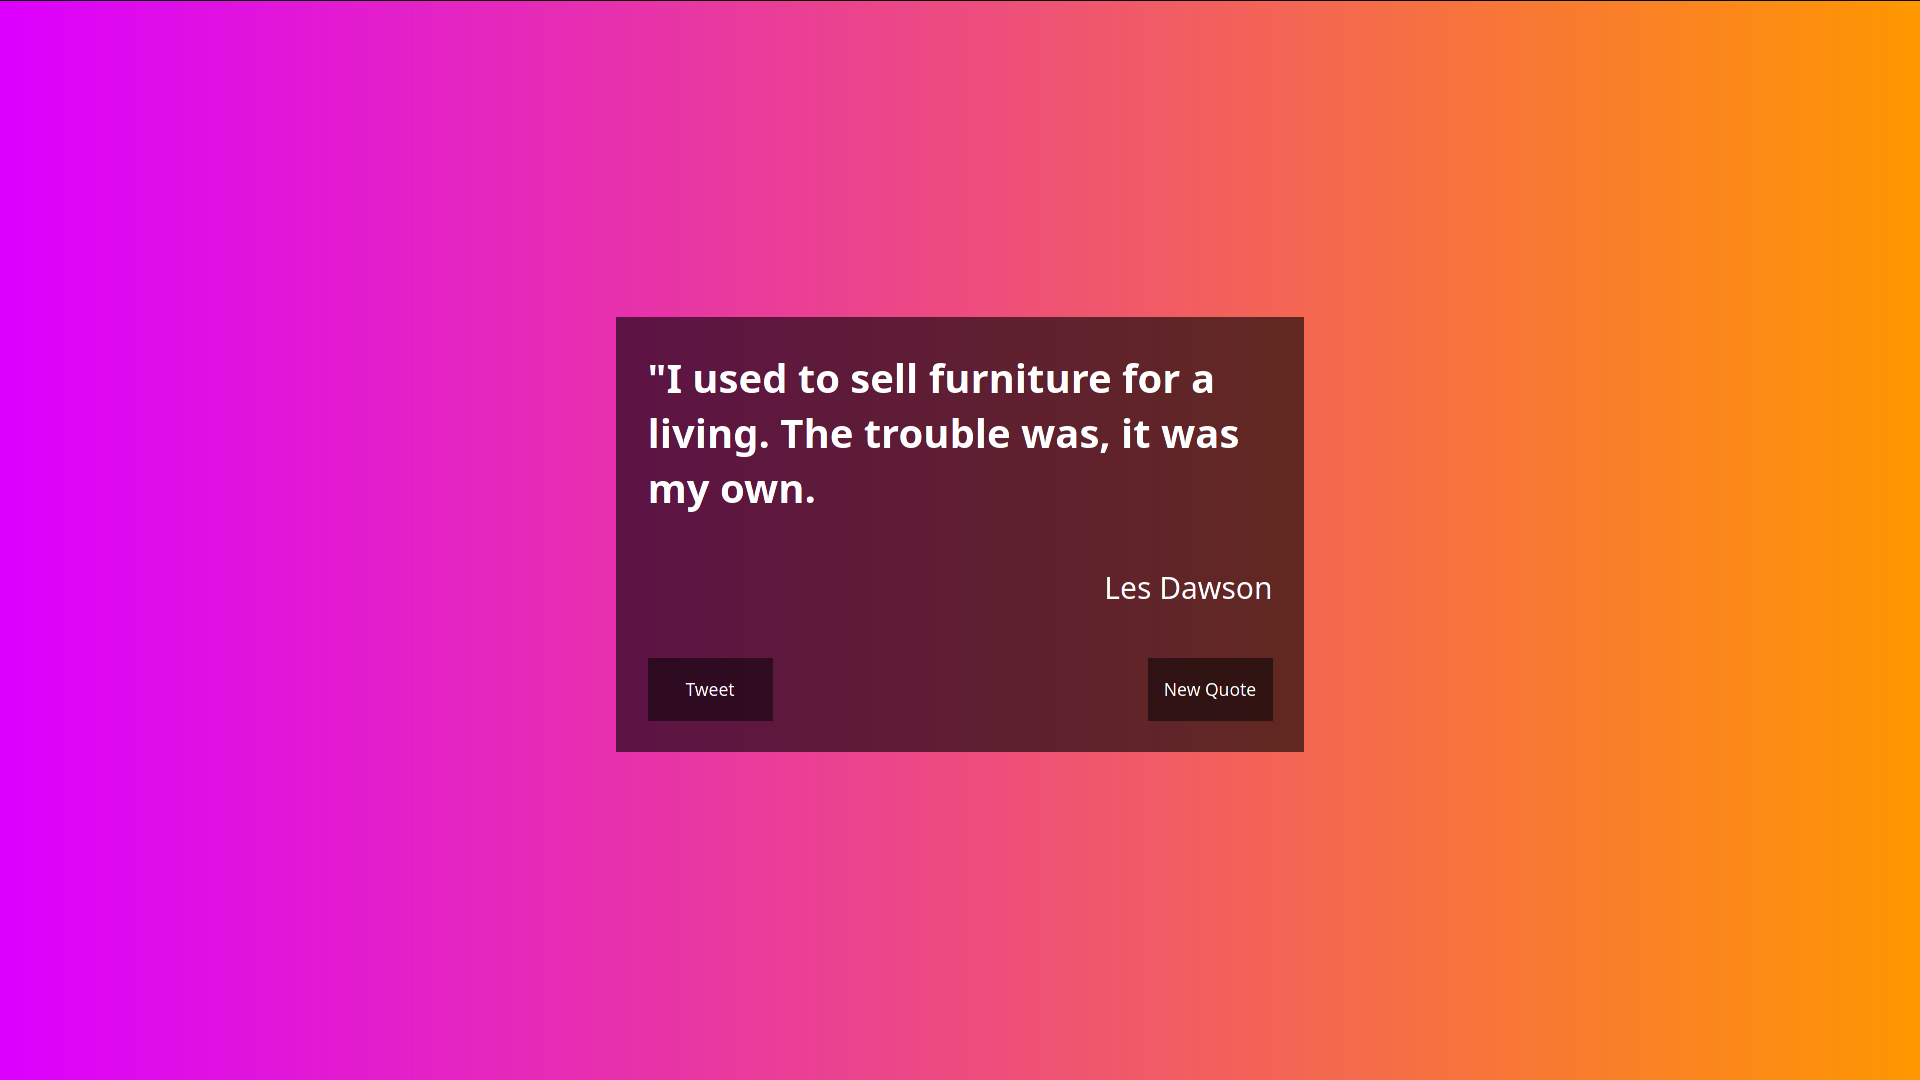 "I used to sell furniture for a
living. The trouble was, it was
my own.
Les Dawson
Tweet
New Quote